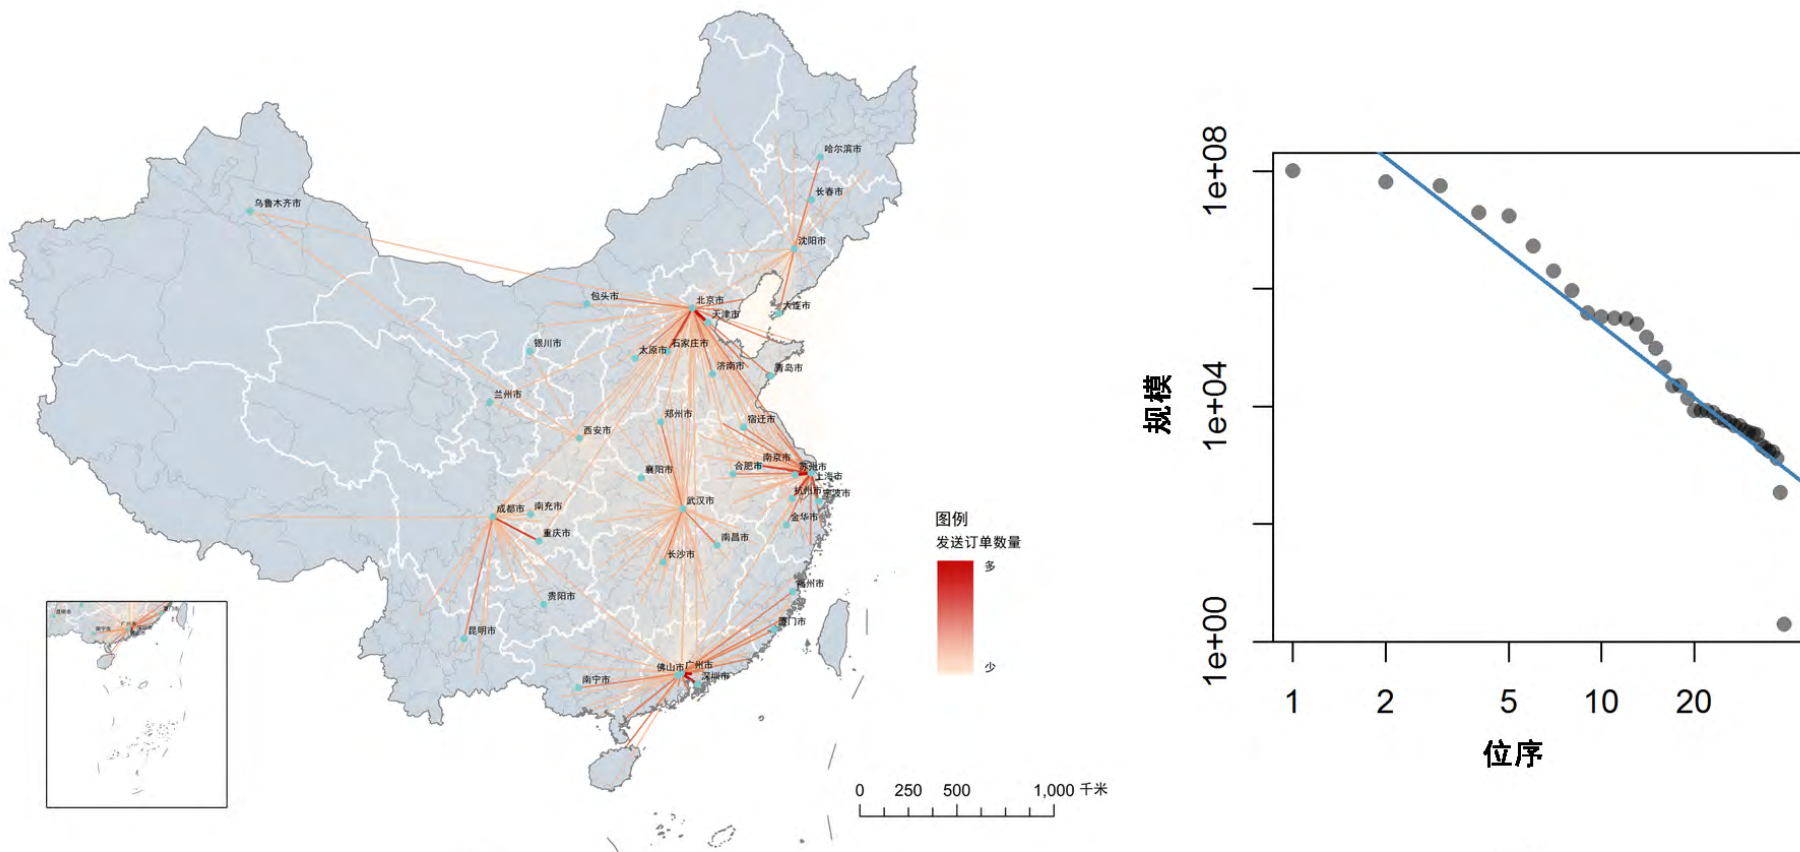 哈尔滨市
长春市
乌鲁木齐市
沈阳市
包头市
北京市
大连市
天津市
银川市
太原市
石家庄市
济南市
青岛市
兰州市
郑州市
宿迁市
西安市
襄阳市
合肥市
南京市
苏州市
上海市
杭州市
宁波市
成都市
南充市
武汉市
金华市
重庆市
南昌市
长沙市
贵阳市
福州市
昆明市
厦门市
佛山市
广州市
南宁市
深圳市
图例
发送订单数量
多
少
0 250 500 1,000 千米
规模
1e+08
1e+04
1e+00
1 2 5 10 20
位序